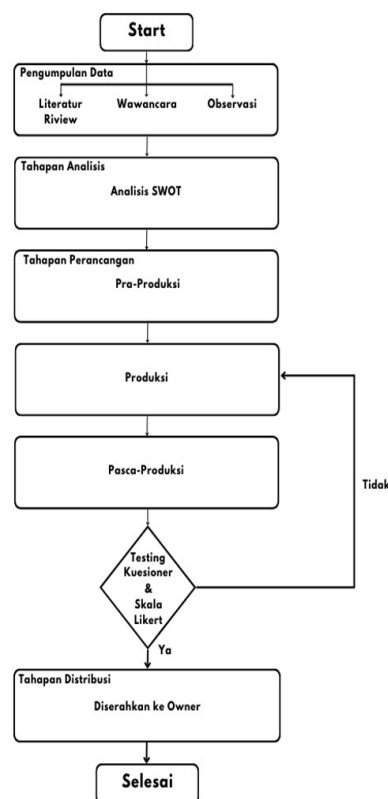 Start
Pengumpulan Data
Literatur
Riview
Wawancara
Observasi
Tahapan Analisis
Analisis SWOT
Tahapan Perancangan
Pra-Produksi
Produksi
Pasca-Produksi
Tidak
Testing
Kuesioner
&
Skala
Likert
Ya
Tahapan Distribusi
Diserahkan ke Owner
Selesai